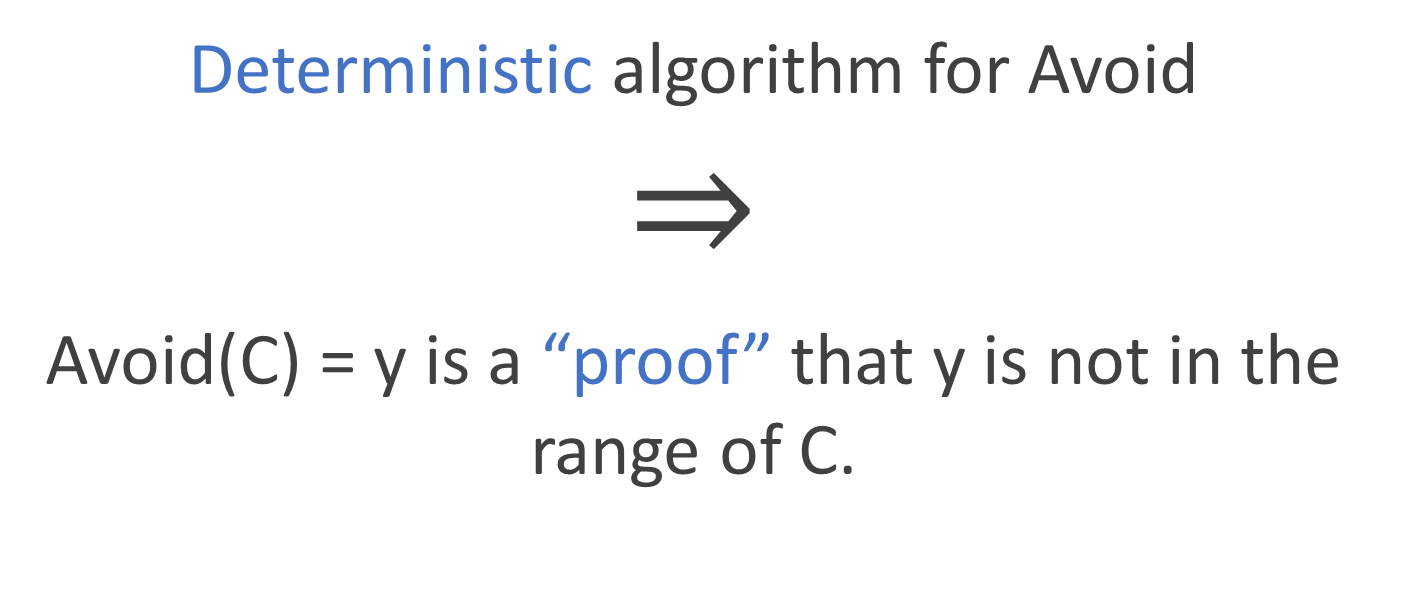 Deterministic algorithm for Avoid
⇒
Avoid(C) = y is a “proof” that y is not in the
range of C.